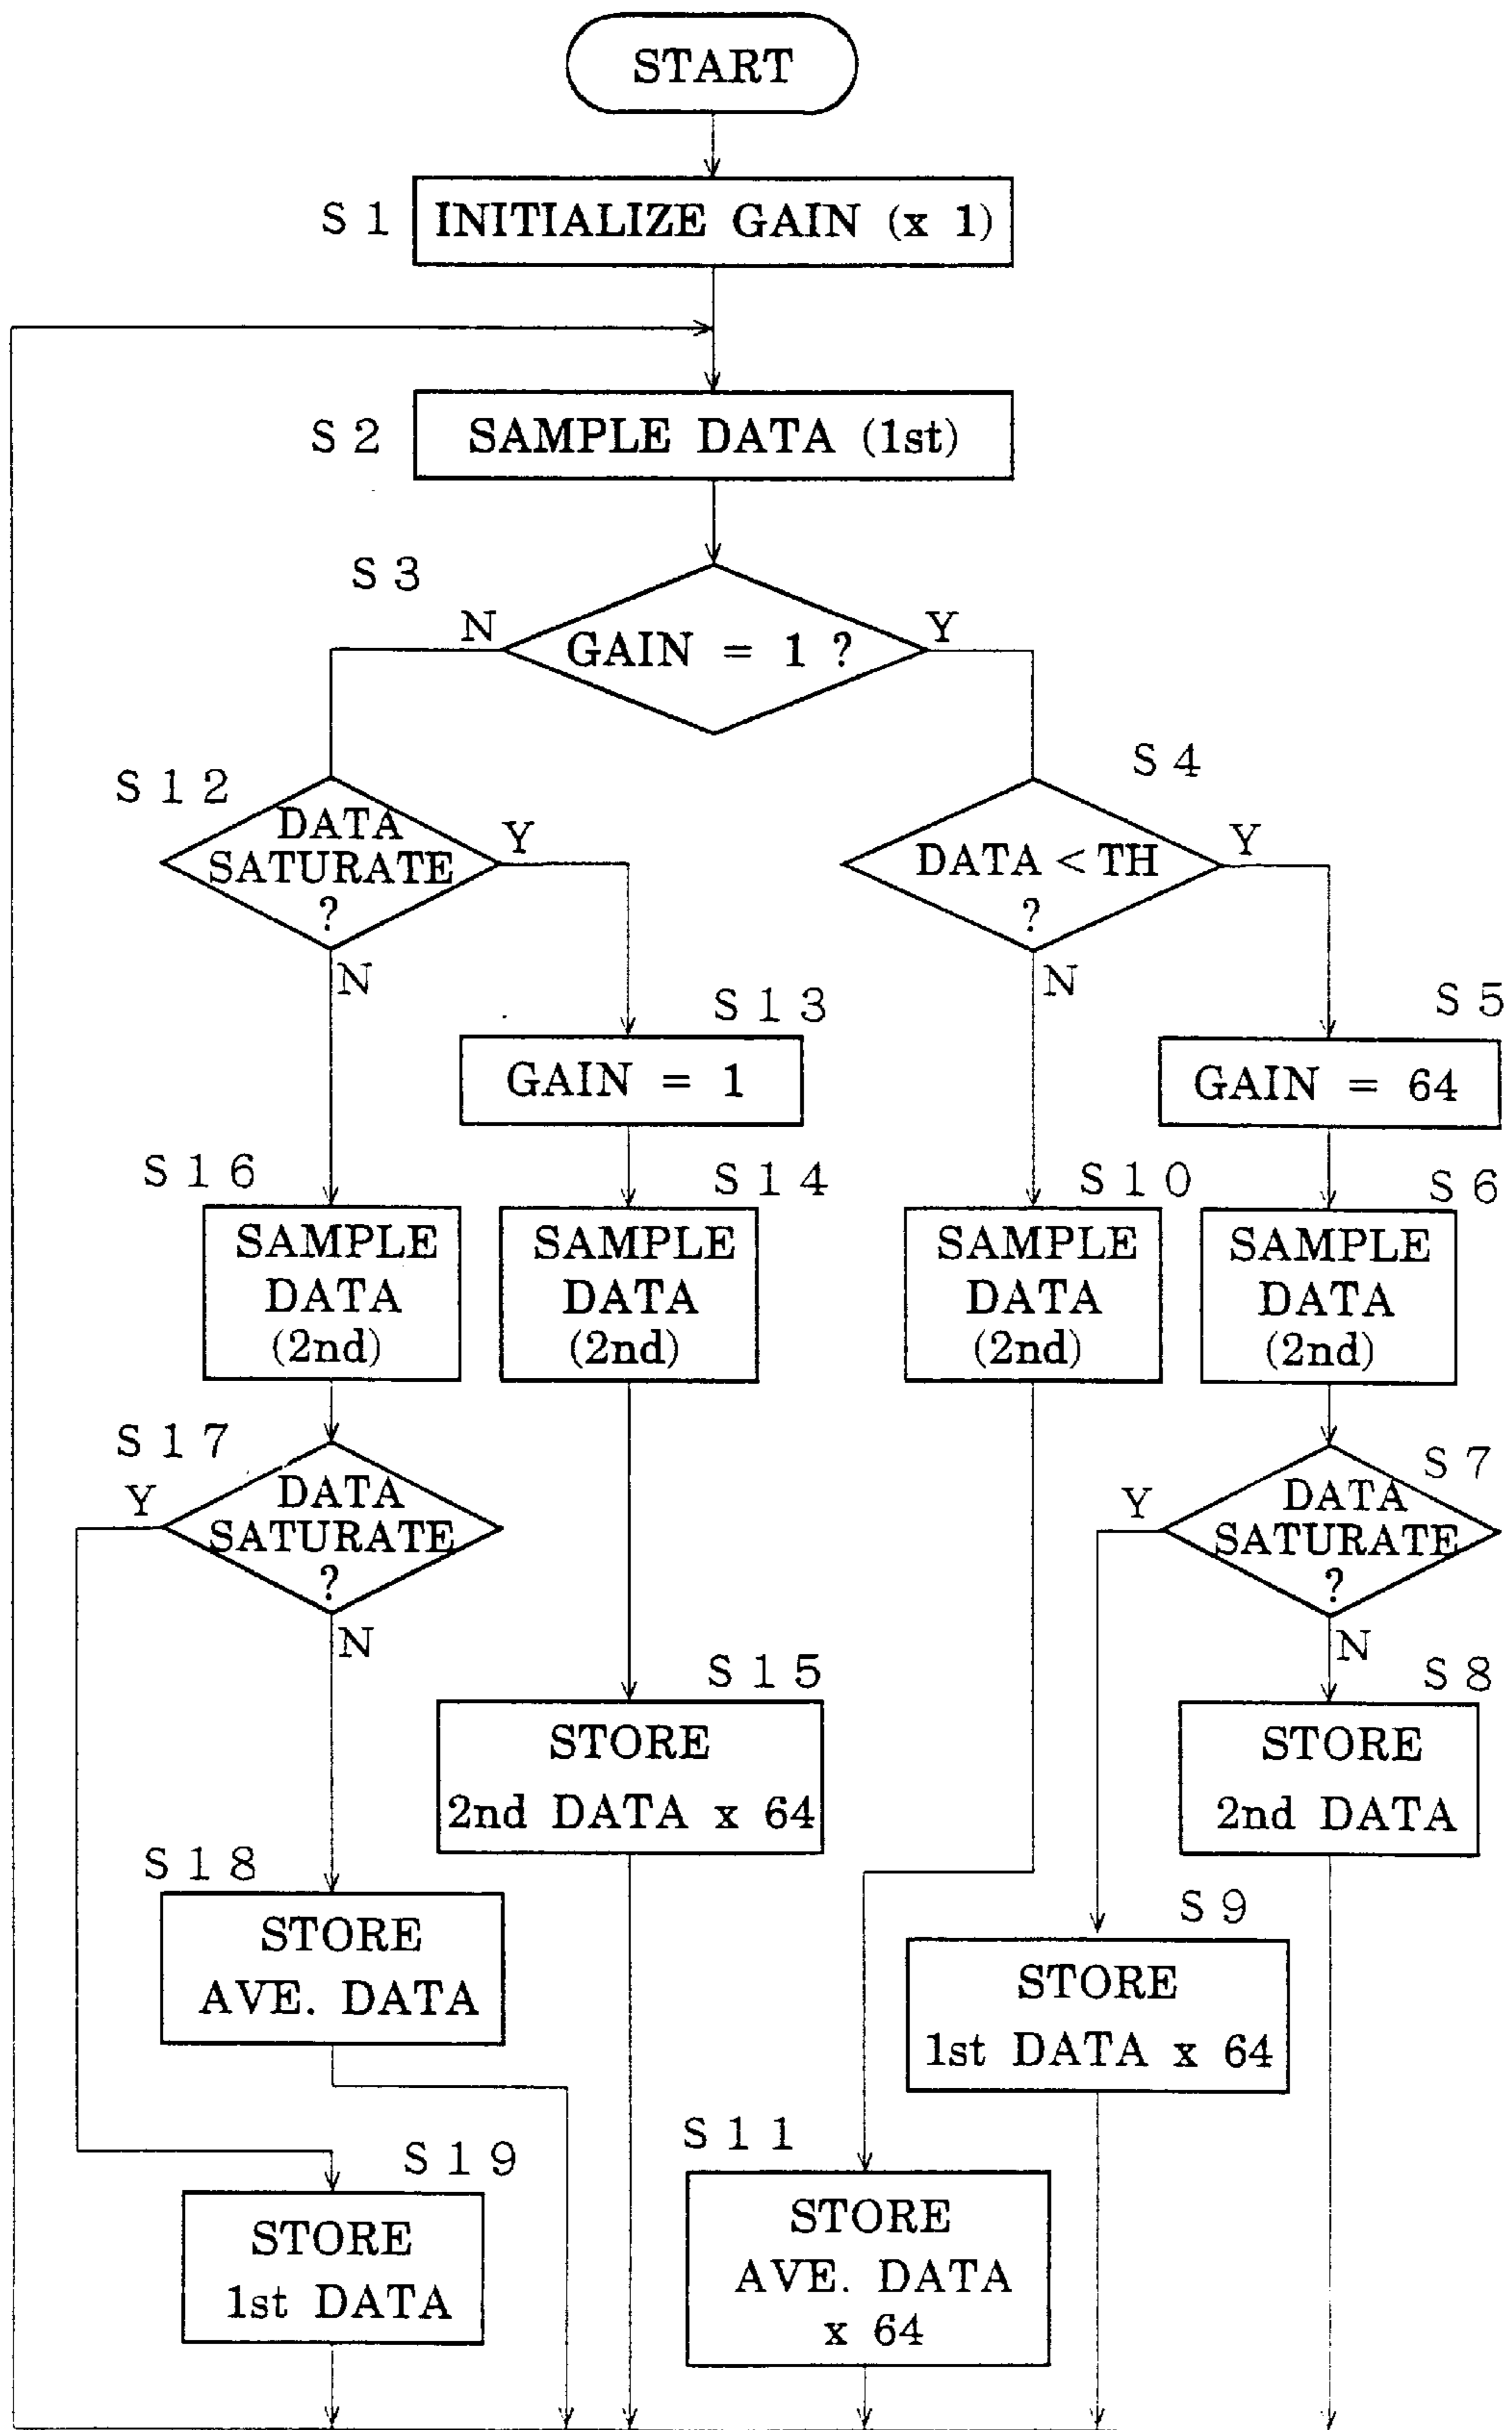 START
S 1
INITIALIZE GAIN (x 1)
S 2
SAMPLE DATA (1st)
S 3
N
Y
GAIN = 1 ?
S 1 2
DATA
SATURATE
?
Y
N
S 4
DATA < TH
?
Y
N
S 1 3
GAIN = 1
S 5
GAIN = 64
S 1 6
SAMPLE
DATA
(2nd)
S 1 4
SAMPLE
DATA
(2nd)
S 1 0
SAMPLE
DATA
(2nd)
S 6
SAMPLE
DATA
(2nd)
S 1 7
Y
DATA
SATURATE
?
N
S 7
Y
DATA
SATURATE
?
N
S 1 5
STORE
2nd DATA x 64
S 8
STORE
2nd DATA
S 1 8
STORE
AVE. DATA
S 9
STORE
1st DATA x 64
S 1 9
STORE
1st DATA
S 1 1
STORE
AVE. DATA
x 64